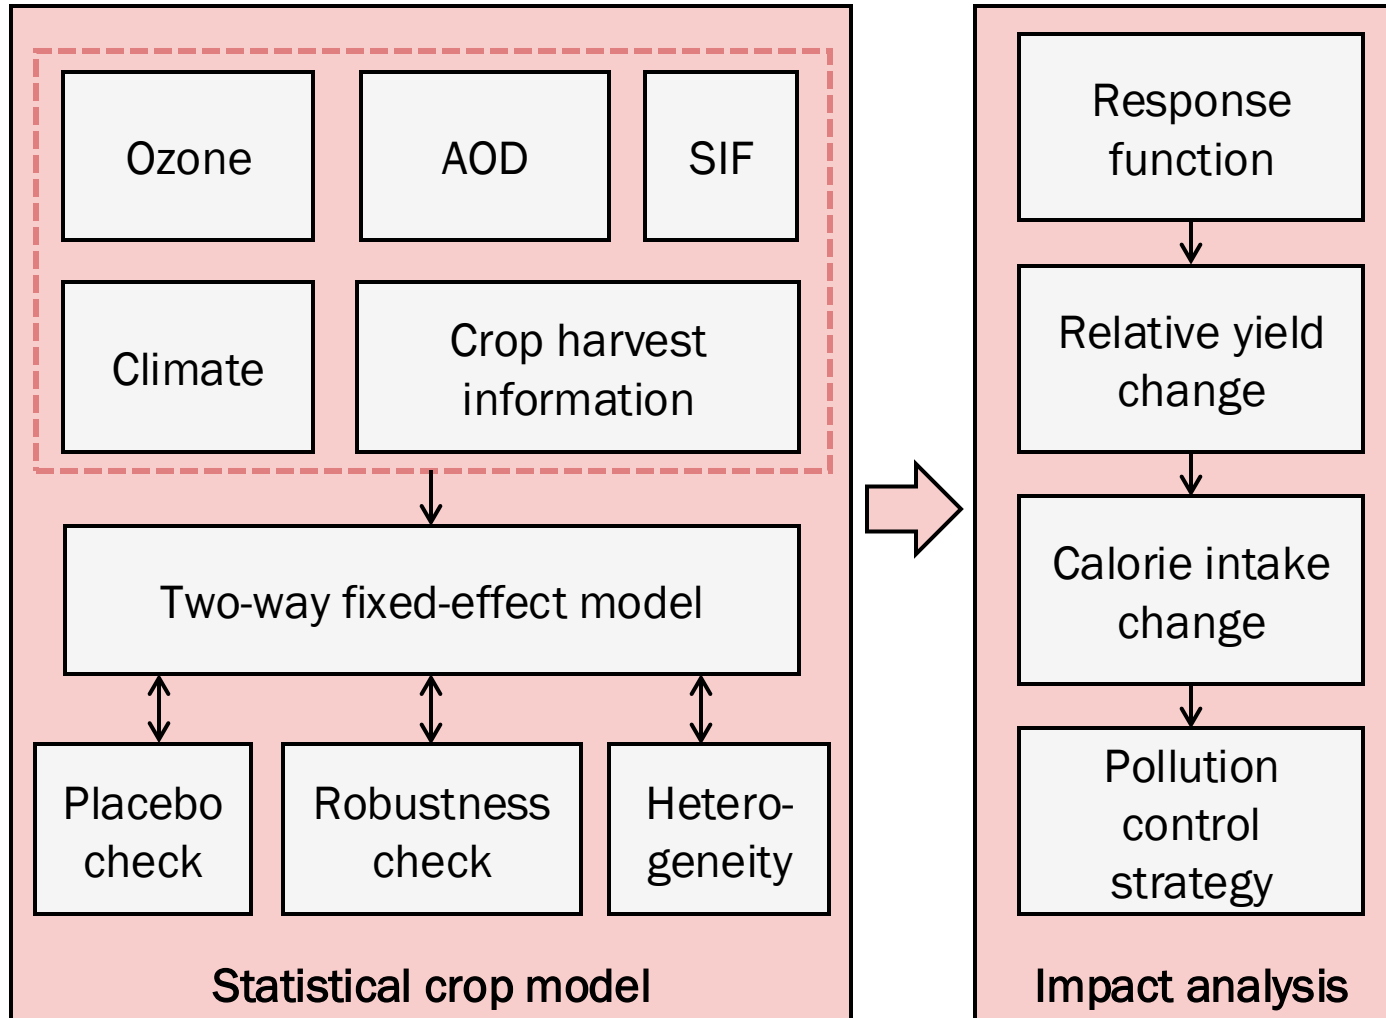 Ozone
AOD
SIF
Climate
Crop harvest
information
Two-way fixed-effect model
Placebo
check
Robustness
check
Hetero-
geneity
Statistical crop model
Response
function
Relative yield
change
Calorie intake
change
Pollution
control
strategy
Impact analysis